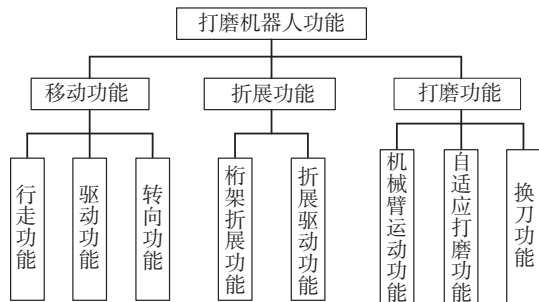 打磨机器人功能
移动功能
折展功能
打磨功能
行走功能
驱动功能
转向功能
桁架折展功能
折展驱动功能
机械臂运动功能
自适应打磨功能
换刀功能